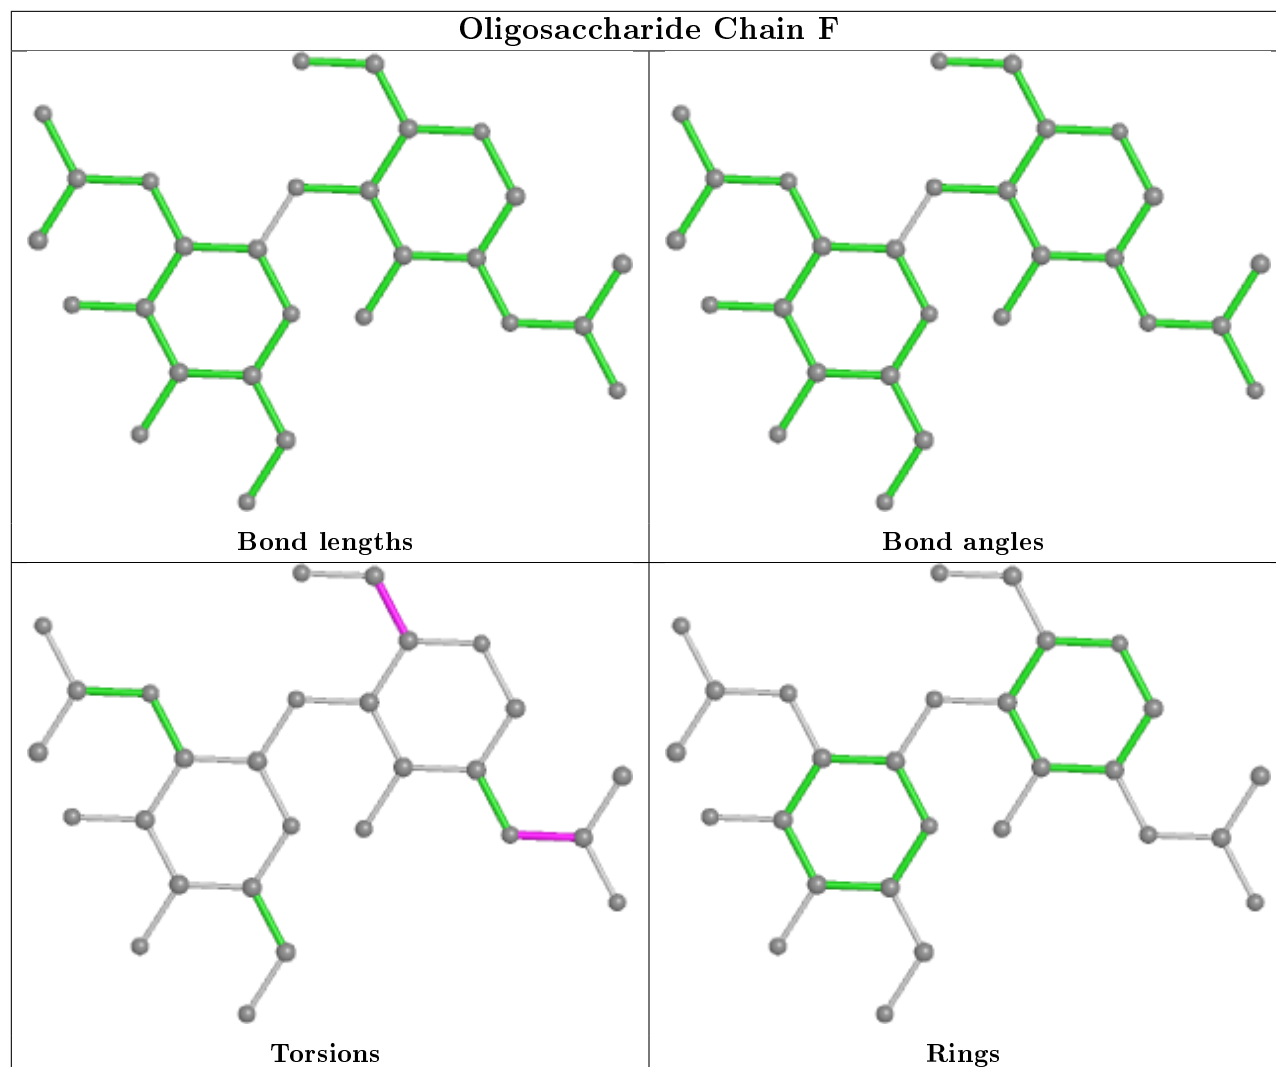 Oligosaccharide Chain F
Bond lengths
Bond angles
Torsions
Rings